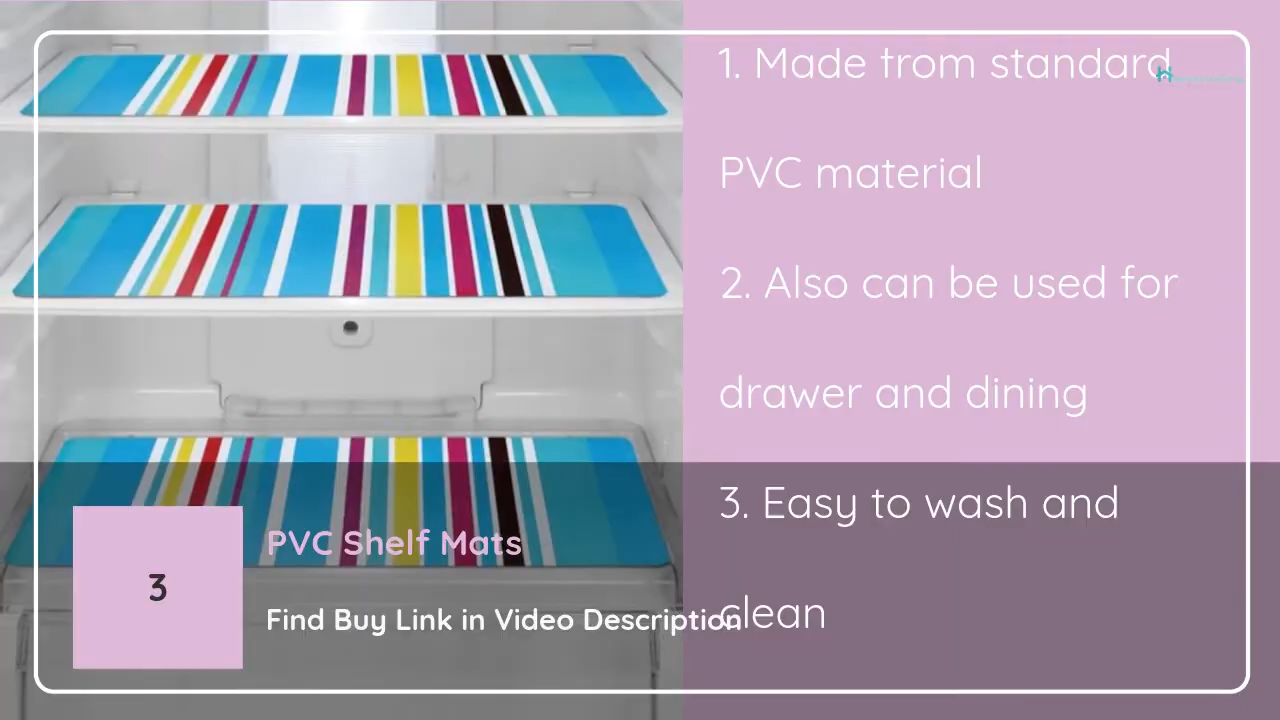 1. Made from standard
PVC material
2. Also can be used for
drawer and dining
3. Easy to wash and
clean
3
PVC Shelf Mats
Find Buy Link in Video Description